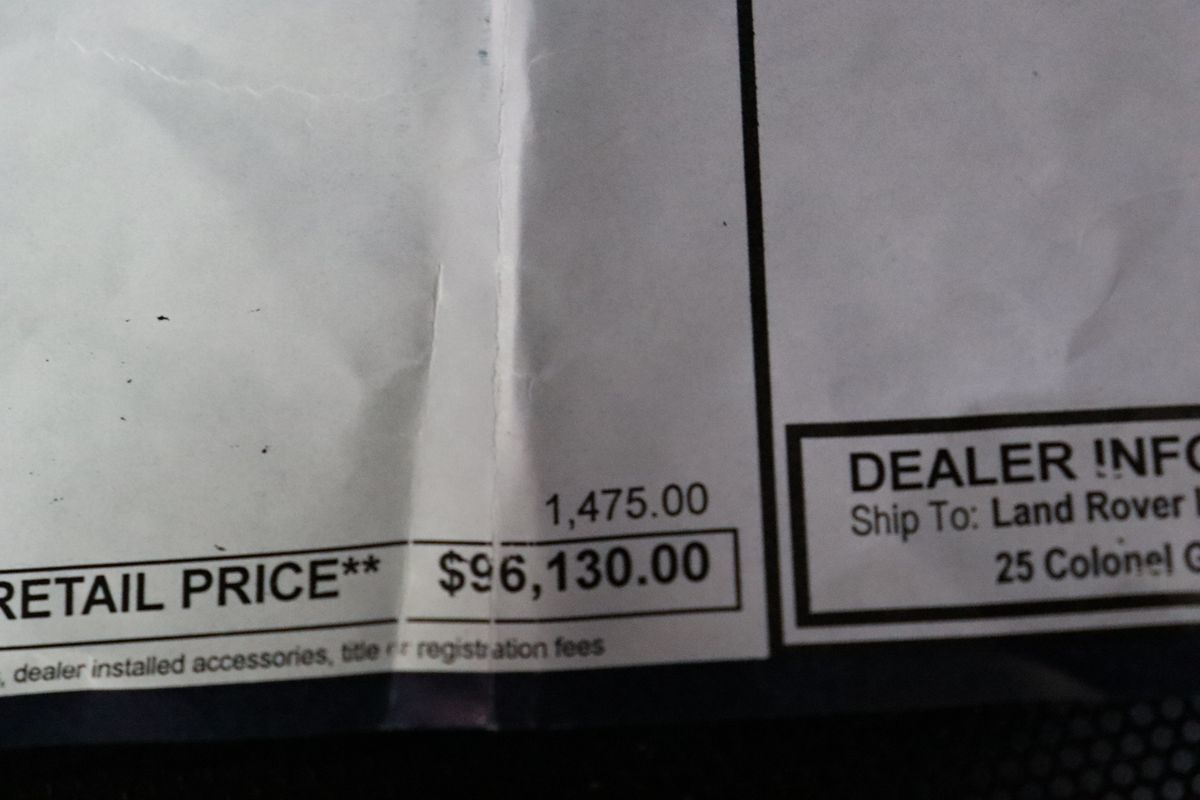 1,475.00
RETAIL PRICE** $96,130.00
, dealer installed accessories, title or registration fees
DEALER
Ship To: Land Rover
25 Colonel